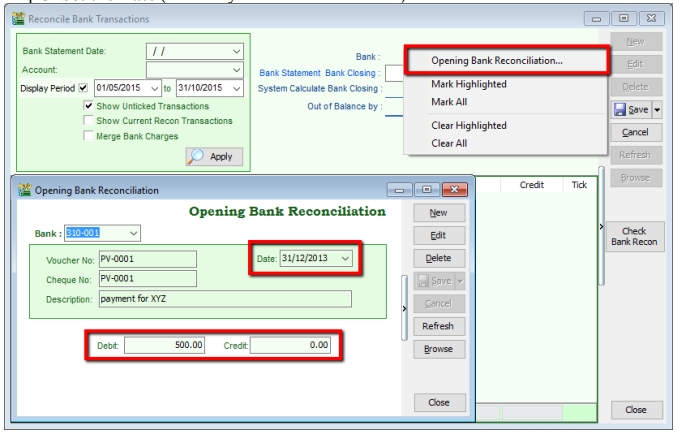 Reconcile Bank Transactions
Bank Statement Date: / /
Account:
Display Period 01/05/2015 to 31/10/2015
Show Unticked Transactions
Show Current Recon Transactions
Merge Bank Charges
Apply
Bank :
Bank Statement Bank Closing :
System Calculate Bank Closing :
Out of Balance by :
Opening Bank Reconciliation...
Mark Highlighted
Mark All
Clear Highlighted
Clear All
New
Edit
Delete
Save
Cancel
Refresh
Browse
Check
Bank Recon
Close
Credit Tick
Opening Bank Reconciliation
Opening Bank Reconciliation
Bank : 310-001
Voucher No: PV-0001
Date: 31/12/2013
Cheque No: PV-0001
Description: payment for XYZ
Debit: 500.00 Credit: 0.00
New
Edit
Delete
Save
Cancel
Refresh
Browse
Close